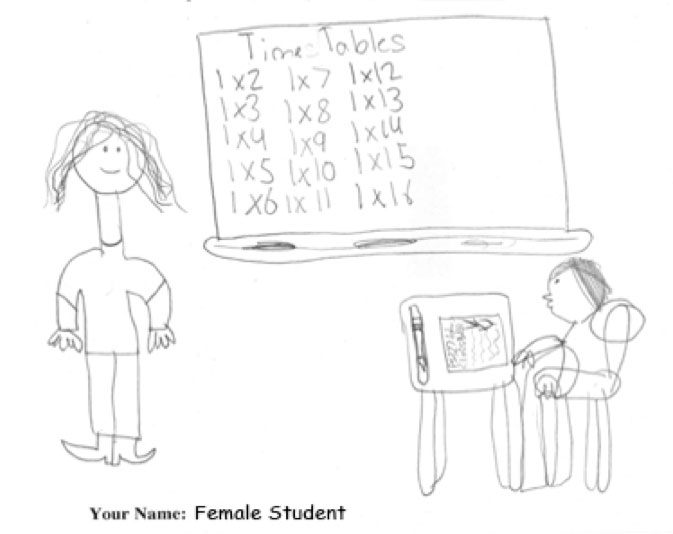 Times Tables
1x2 1x7 1x12
1x3 1x8 1x13
1x4 1x9 1x14
1x5 1x10 1x15
1x6 1x11 1x16
Your Name: Female Student